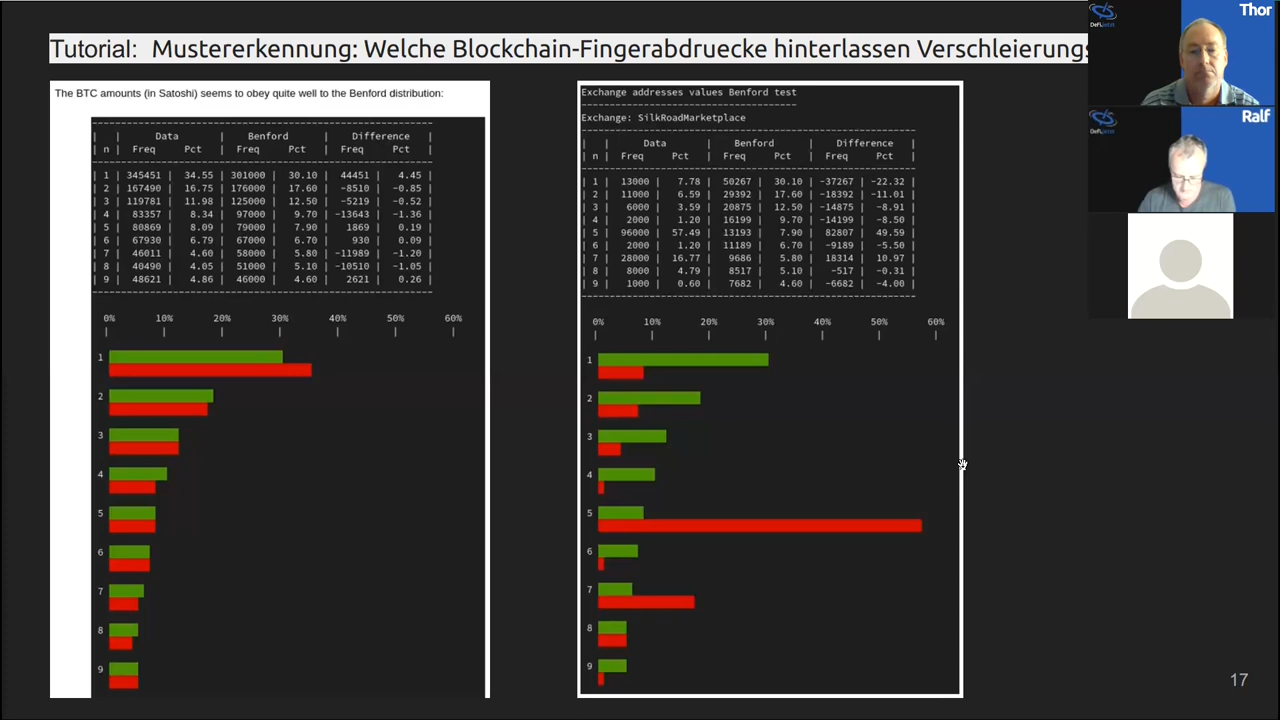 Tutorial:  Mustererkennung: Welche Blockchain-Fingerabdruecke hinterlassen Verschleierungs
The BTC amounts (in Satoshi) seems to obey quite well to the Benford distribution:
|   |      Data      |   Benford      |   Difference   |
| n |  Freq     Pct  |  Freq     Pct  |  Freq     Pct  |
| 1 | 345451 | 34.55 | 301000 | 30.10 | 44451 | 4.45 |
| 2 | 167490 | 16.75 | 176000 | 17.60 | -8510 | -0.85 |
| 3 | 119781 | 11.98 | 125000 | 12.50 | -5219 | -0.52 |
| 4 | 83357 | 8.34 | 97000 | 9.70 | -13643 | -1.36 |
| 5 | 80869 | 8.09 | 79000 | 7.90 | 1869 | 0.19 |
| 6 | 67930 | 6.79 | 67000 | 6.70 | 930 | 0.09 |
| 7 | 46011 | 4.60 | 58000 | 5.80 | -11989 | -1.20 |
| 8 | 40490 | 4.05 | 51000 | 5.10 | -10510 | -1.05 |
| 9 | 48621 | 4.86 | 46000 | 4.60 | 2621 | 0.26 |
0% 10% 20% 30% 40% 50% 60%
1
2
3
4
5
6
7
8
9
Exchange addresses values Benford test
Exchange: SilkRoadMarketplace
|   |      Data      |   Benford      |   Difference   |
| n |  Freq     Pct  |  Freq     Pct  |  Freq     Pct  |
| 1 | 13000 | 7.78 | 50267 | 30.10 | -37267 | -22.32 |
| 2 | 11000 | 6.59 | 29392 | 17.60 | -18392 | -11.01 |
| 3 | 6000 | 3.59 | 20875 | 12.50 | -14875 | -8.91 |
| 4 | 2000 | 1.20 | 16199 | 9.70 | -14199 | -8.50 |
| 5 | 96000 | 57.49 | 13193 | 7.90 | 82807 | 49.59 |
| 6 | 2000 | 1.20 | 11189 | 6.70 | -9189 | -5.50 |
| 7 | 28000 | 16.77 | 9686 | 5.80 | 18314 | 10.97 |
| 8 | 8000 | 4.79 | 8517 | 5.10 | -517 | -0.31 |
| 9 | 1000 | 0.60 | 7682 | 4.60 | -6682 | -4.00 |
0% 10% 20% 30% 40% 50% 60%
1
2
3
4
5
6
7
8
9
Thor
Ralf
17